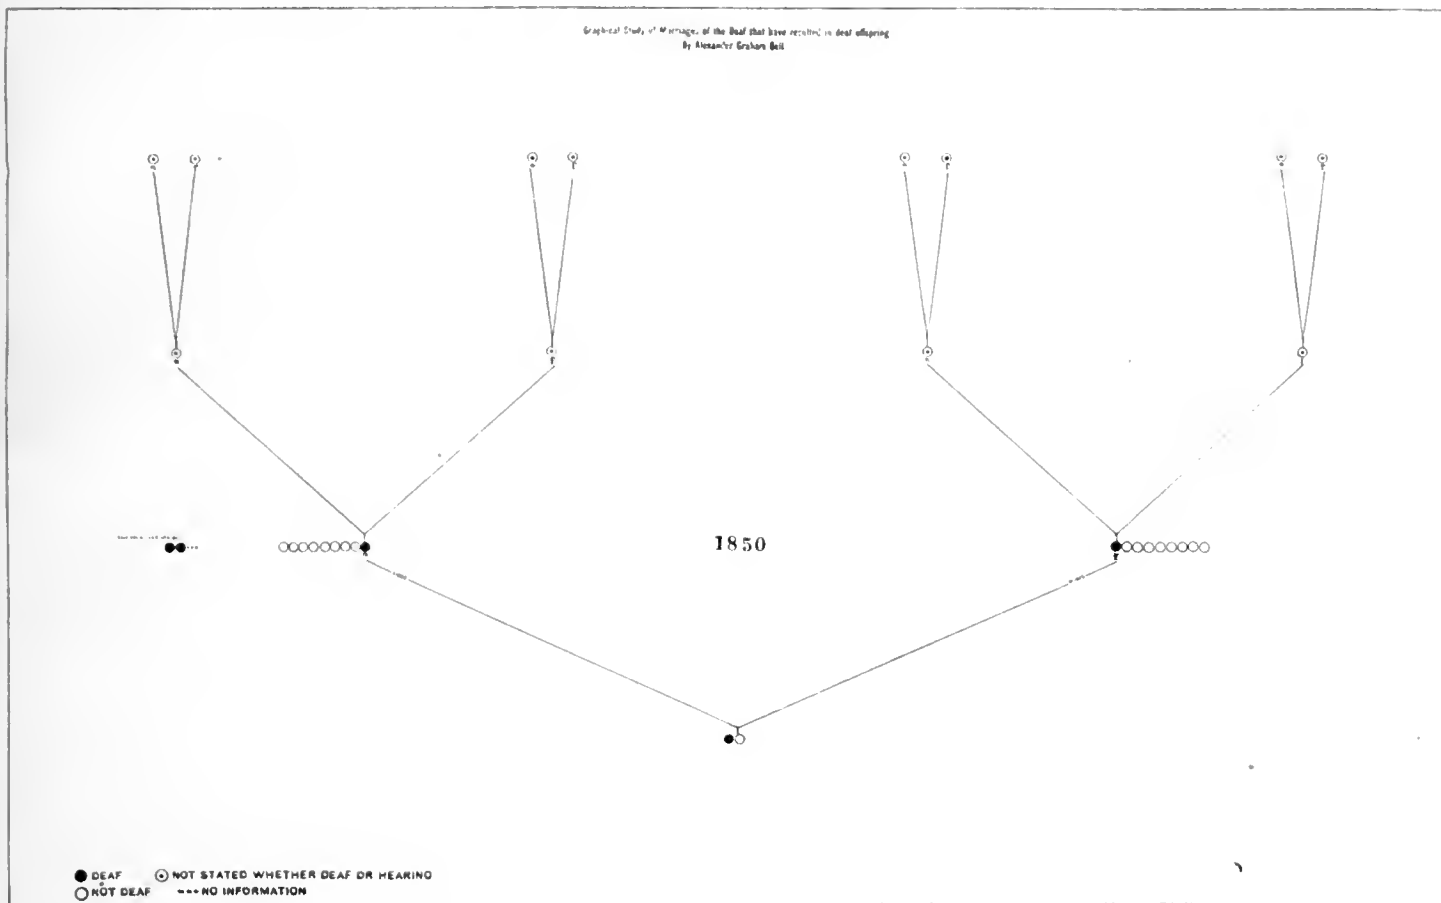 Graphical Study of Marriages of the Deaf that have resulted in deaf offspring
By Alexander Graham Bell
1850
DEAF NOT STATED WHETHER DEAF OR HEARING
NOT DEAF --- NO INFORMATION